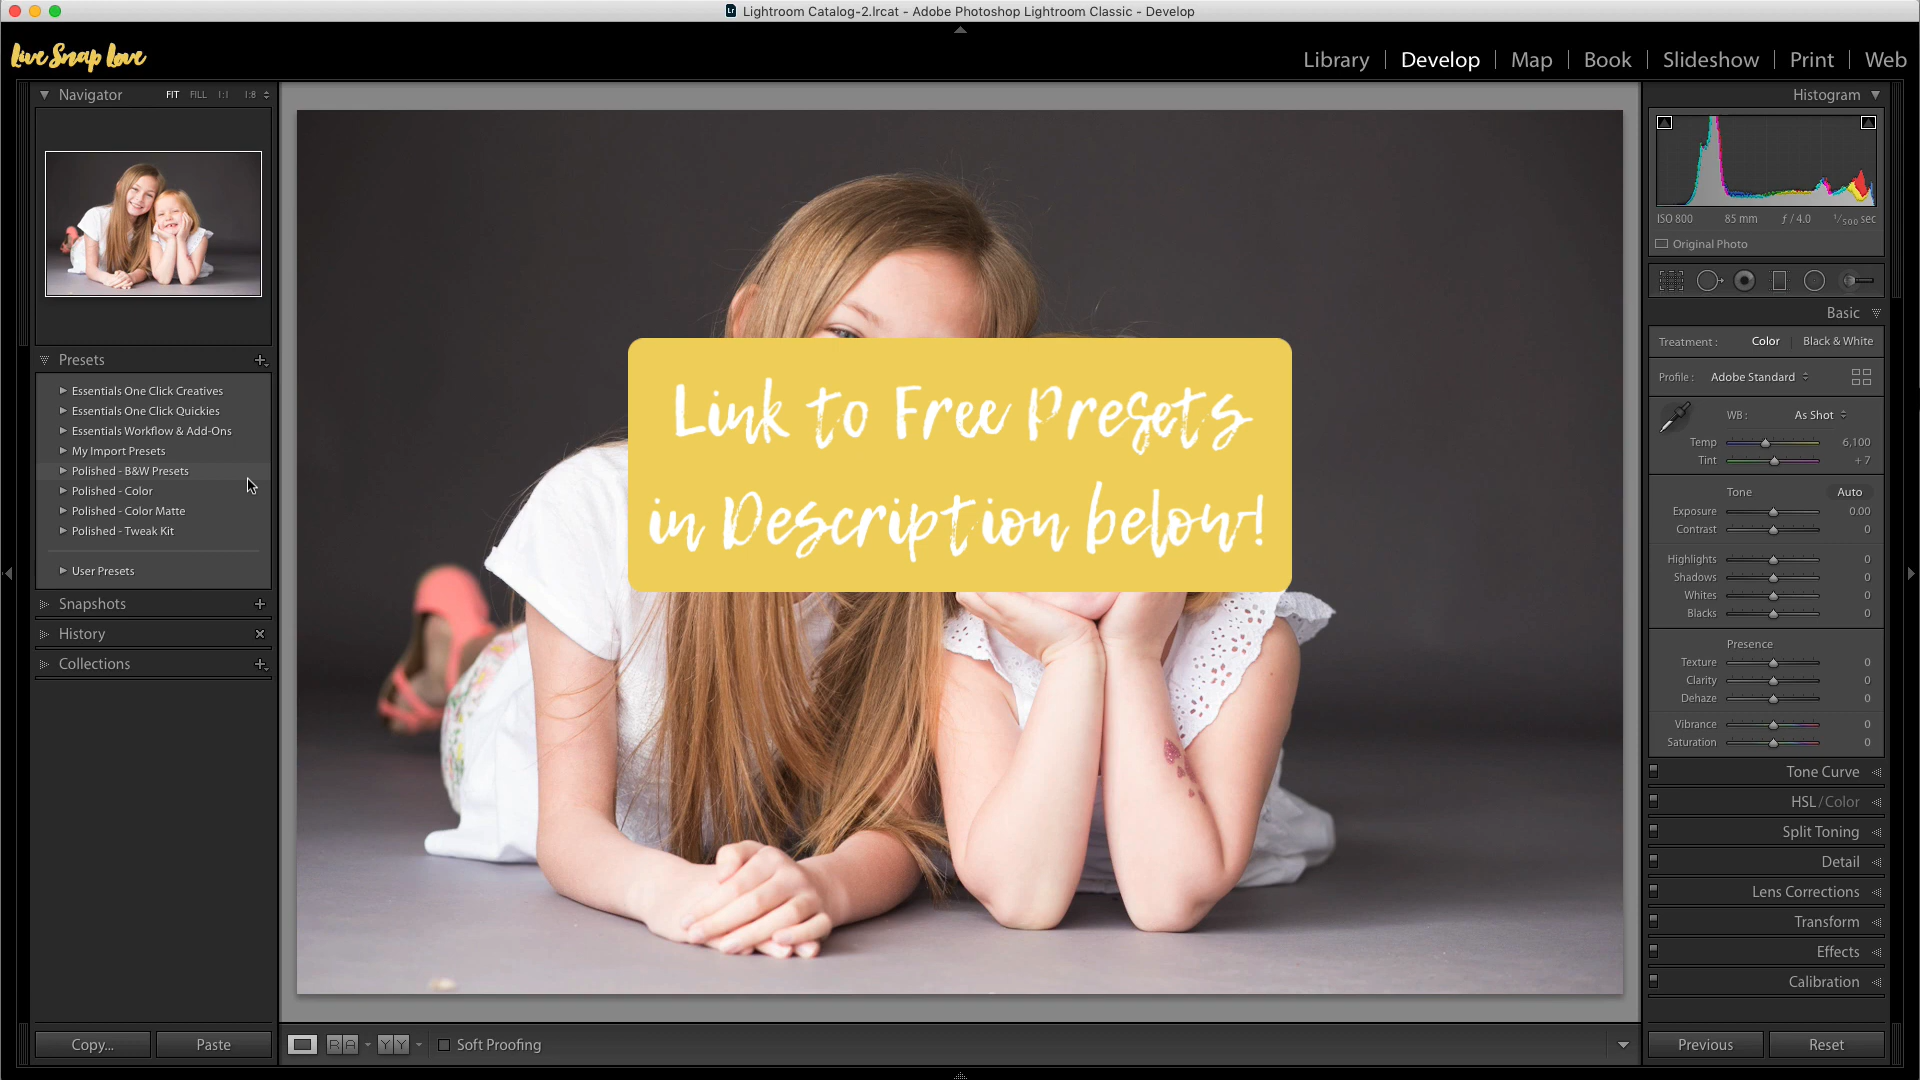 Lightroom Catalog-2.lrcat - Adobe Photoshop Lightroom Classic - Develop
Live Snap Love
Library | Develop | Map | Book | Slideshow | Print | Web
Navigator FIT FILL 1:1 1:8
Presets
Essentials One Click Creatives
Essentials One Click Quickies
Essentials Workflow & Add-Ons
My Import Presets
Polished - B&W Presets
Polished - Color
Polished - Color Matte
Polished - Tweak Kit
User Presets
Snapshots
History
Collections
Copy... Paste
Link to Free Presets
in Description below!
R A Y Y Soft Proofing
Histogram
ISO 800 85 mm ƒ / 4.0 1/500 sec
Original Photo
Basic
Treatment : Color Black & White
Profile : Adobe Standard
WB : As Shot
Temp 6,100
Tint + 7
Tone Auto
Exposure 0.00
Contrast 0
Highlights 0
Shadows 0
Whites 0
Blacks 0
Presence
Texture 0
Clarity 0
Dehaze 0
Vibrance 0
Saturation 0
Tone Curve
HSL / Color
Split Toning
Detail
Lens Corrections
Transform
Effects
Calibration
Previous Reset